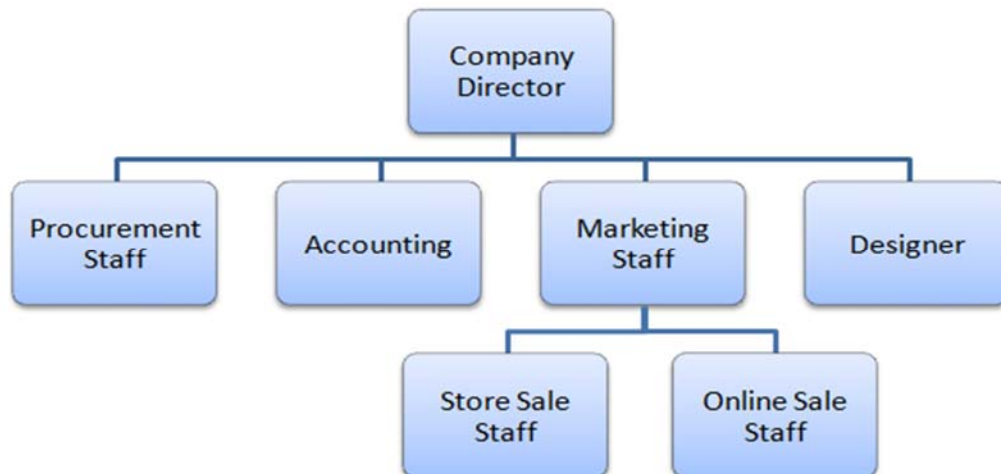 Company
Director
Procurement
Staff
Accounting
Marketing
Staff
Designer
Store Sale
Staff
Online Sale
Staff